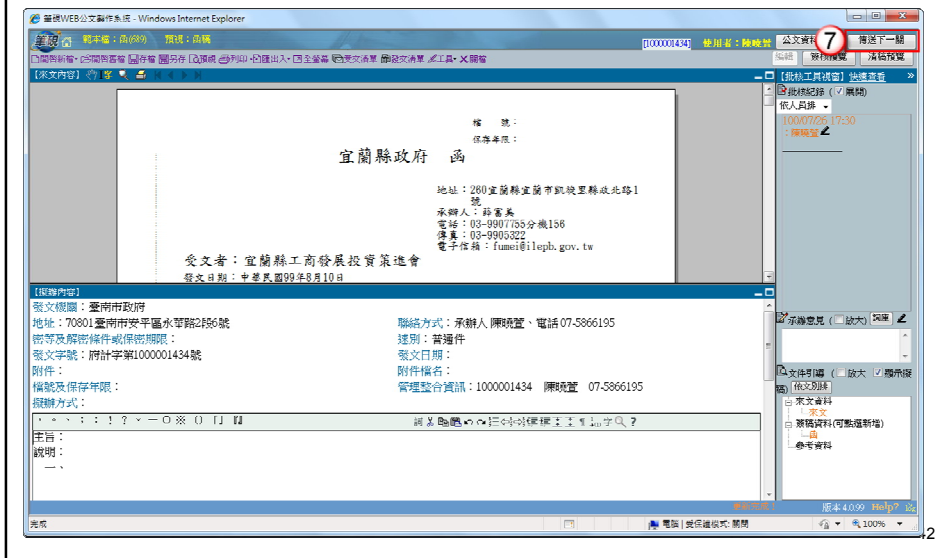 筆硯WEB公文製作系統 - Windows Internet Explorer
筆硯 範本檔：函(689) 預視：函稿
[1000001434] 使用者：陳曉萱 公文資料 7 傳送下一關
開啟新檔 開啟舊檔 存檔 另存 預視 列印 匯出入 全螢幕 受文清單 發文清單 工具 X關檔
編輯 簽核預覽 清稿預覽
【來文內容】
【批核工具視窗】 快速查看 »
批核紀錄 ( 展開)
依人員排
100/07/26 17:30
：陳曉萱
檔 號：
保存年限：
宜蘭縣政府 函
地址：260宜蘭縣宜蘭市凱旋里縣政北路1
號
承辦人：薛富美
電話：03-9907755分機156
傳真：03-9905322
電子信箱：fumei@ilepb.gov.tw
受文者：宜蘭縣工商發展投資策進會
發文日期：中華民國99年8月10日
【擬辦內容】
發文機關：臺南市政府
地址：70801臺南市安平區永華路2段6號
聯絡方式：承辦人 陳曉萱、電話 07-5866195
密等及解密條件或保密期限：
速別：普通件
發文字號：府計字第1000001434號
發文日期：
附件：
附件檔名：
檔號及保存年限：
管理整合資訊：1000001434 陳曉萱 07-5866195
擬辦方式：
主旨：
說明：
一、
承辦意見 ( 放大) 詞庫
文件引導 ( 放大 顯示擬
稿) 依文別排
來文資料
來文
簽稿資料(可點選新增)
函
參考資料
版本4.0.99 Help?
完成
電腦 | 受保護模式: 關閉
100%
42